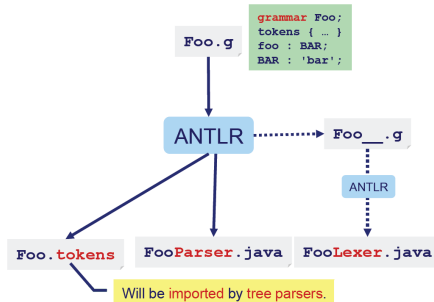 grammar Foo;
tokens { … }
foo : BAR;
BAR : 'bar';
Foo.g
ANTLR
Foo__.g
ANTLR
Foo.tokens
FooParser.java
FooLexer.java
Will be imported by tree parsers.